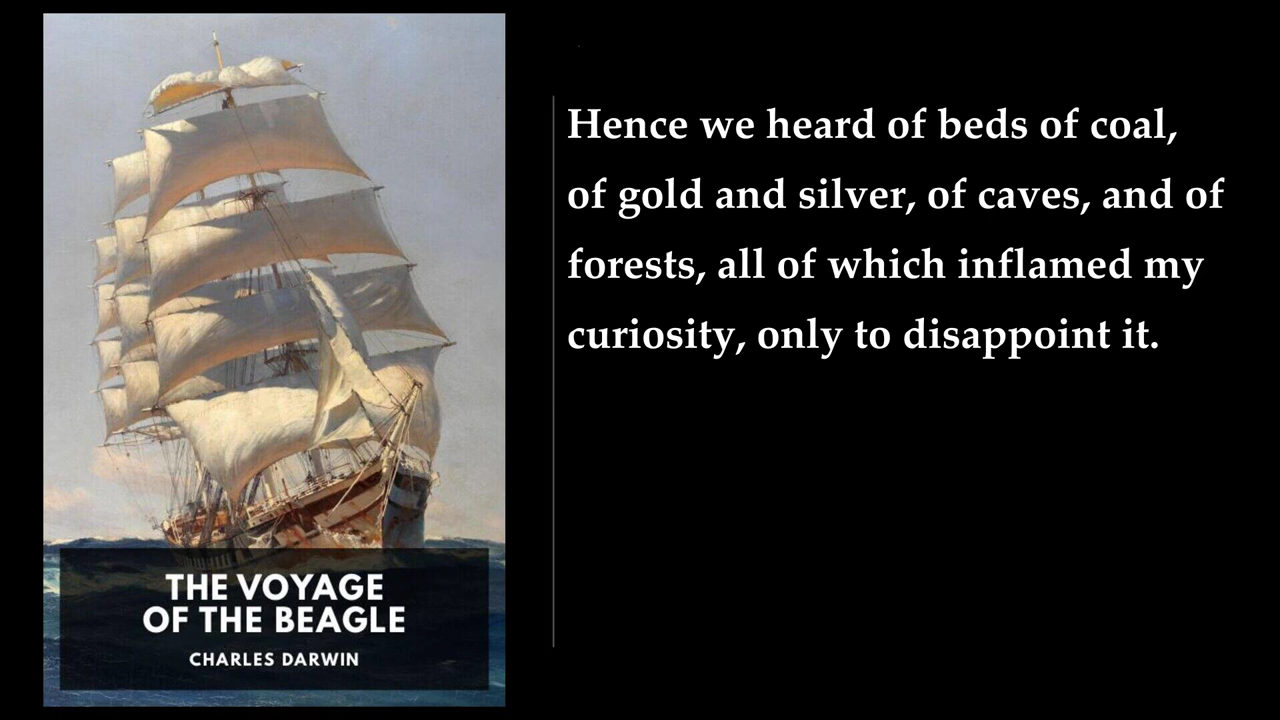 Hence we heard of beds of coal,
of gold and silver, of caves, and of
forests, all of which inflamed my
curiosity, only to disappoint it.
THE VOYAGE
OF THE BEAGLE
CHARLES DARWIN